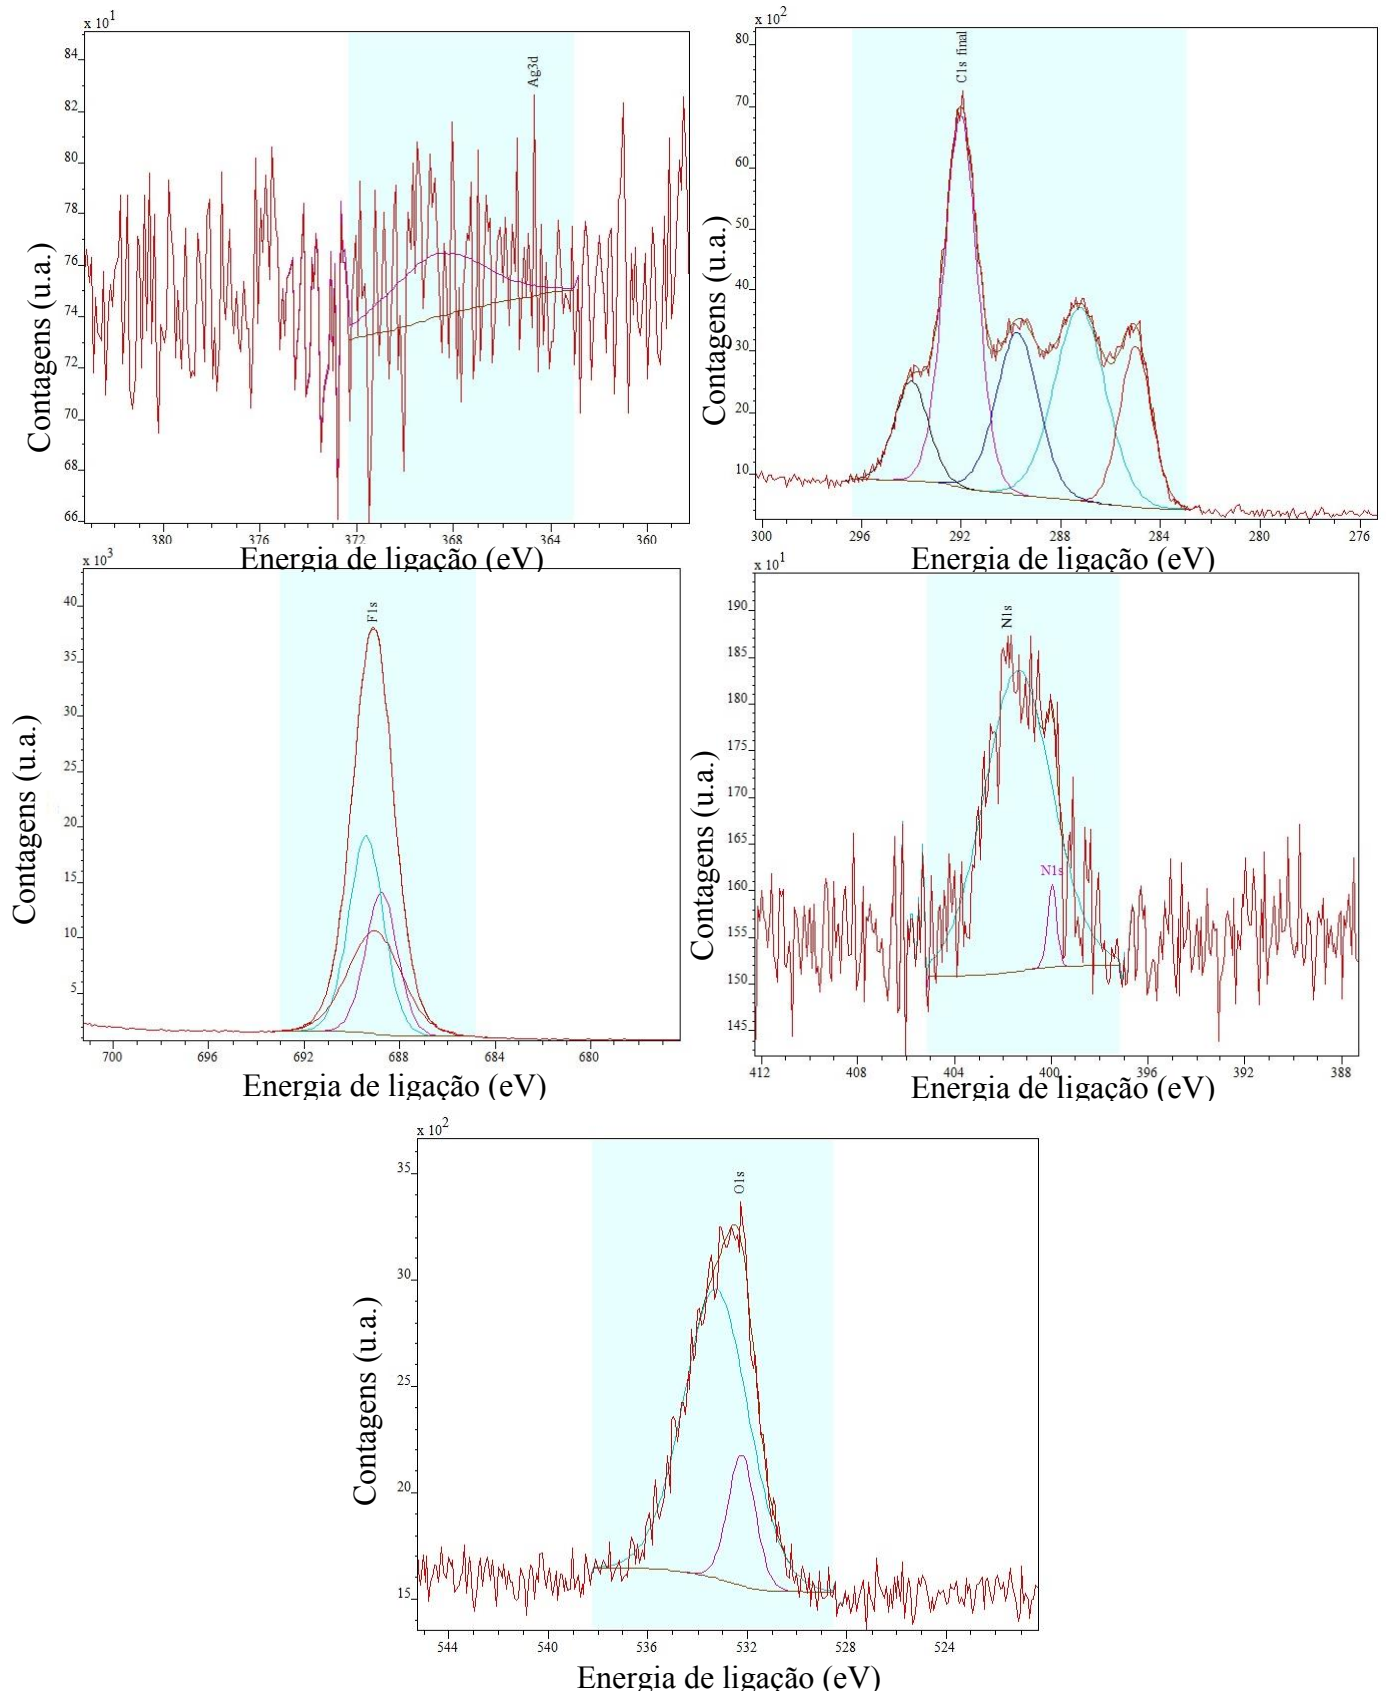 x 10¹
84
82
80
78
76
74
72
70
68
66
Ag3d
Contagens (u.a.)
380 376 372 368 364 360
Energia de ligação (eV)
x 10²
80
70
60
50
40
30
20
10
C1s final
Contagens (u.a.)
300 296 292 288 284 280 276
Energia de ligação (eV)
x 10³
40
35
30
25
20
15
10
5
F1s
Contagens (u.a.)
700 696 692 688 684 680
Energia de ligação (eV)
x 10¹
190
185
180
175
170
165
160
155
150
145
N1s
N1s
Contagens (u.a.)
412 408 404 400 396 392 388
Energia de ligação (eV)
x 10²
35
30
25
20
15
O1s
Contagens (u.a.)
544 540 536 532 528 524
Energia de ligação (eV)